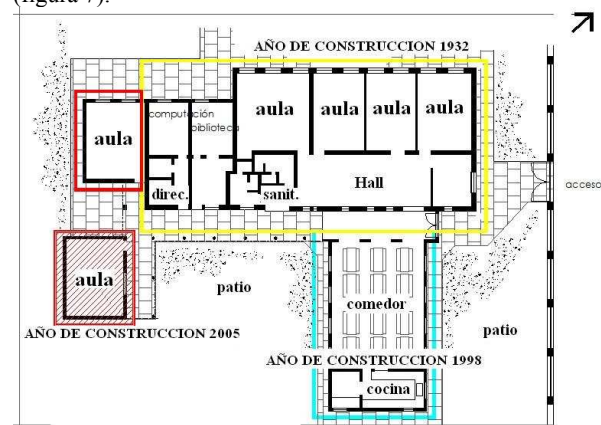 (figura 7).
AÑO DE CONSTRUCCION 1932
aula
aula
aula
aula
aula
computación
biblioteca
direc.
sanit.
Hall
acceso
aula
patio
comedor
patio
AÑO DE CONSTRUCCION 2005
AÑO DE CONSTRUCCION 1998
cocina